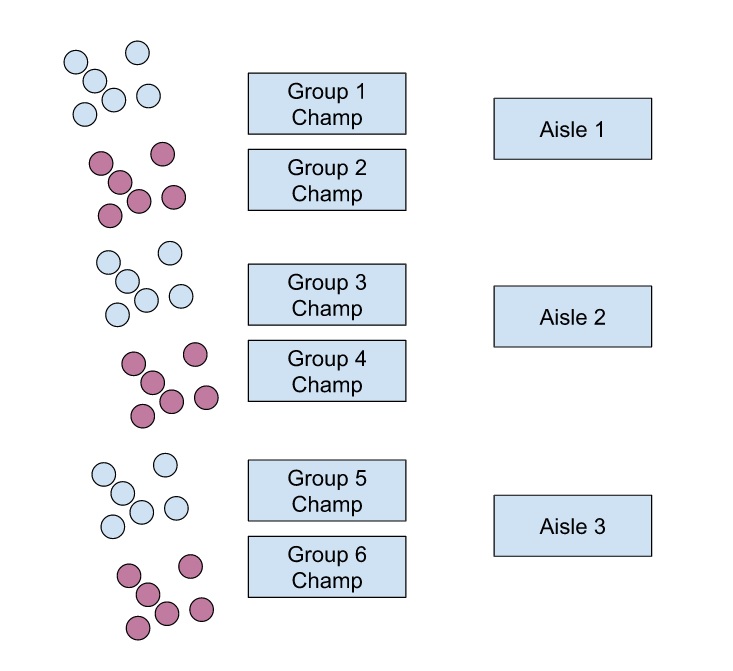 Group 1
Champ
Aisle 1
Group 2
Champ
Group 3
Champ
Aisle 2
Group 4
Champ
Group 5
Champ
Aisle 3
Group 6
Champ